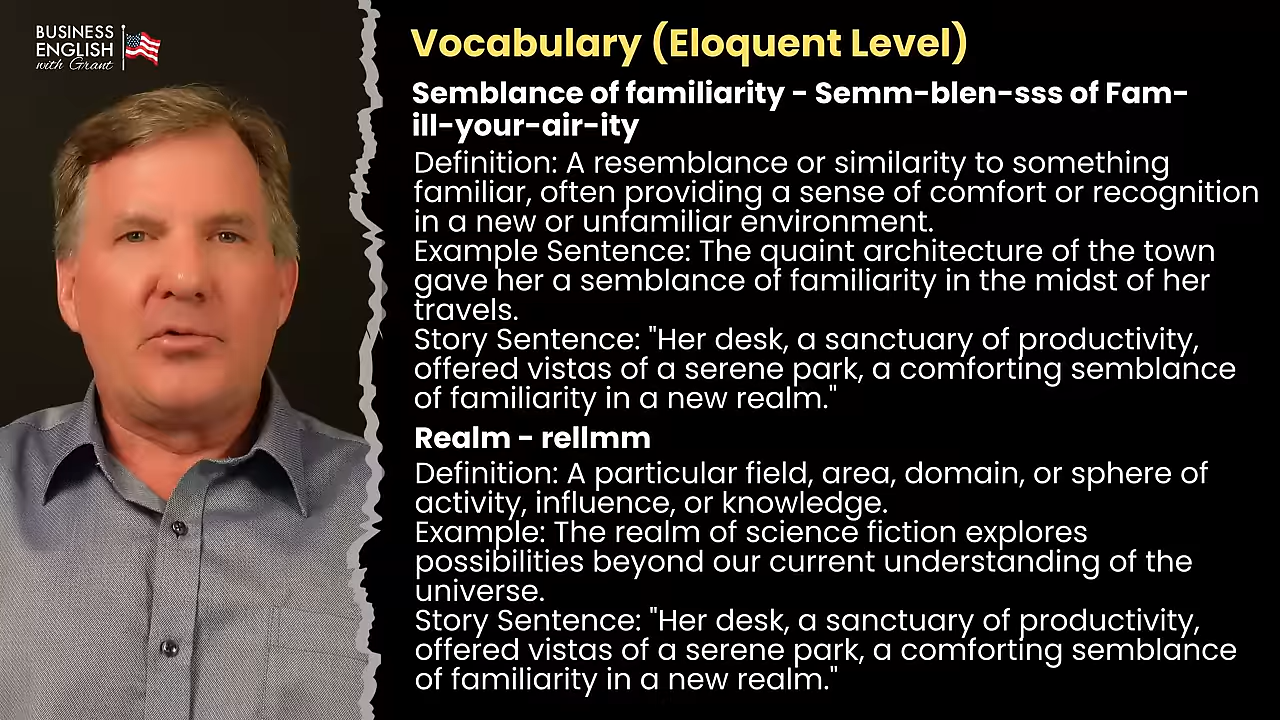 BUSINESS
ENGLISH
with Grant
Vocabulary (Eloquent Level)
Semblance of familiarity - Semm-blen-sss of Fam-
ill-your-air-ity
Definition: A resemblance or similarity to something
familiar, often providing a sense of comfort or recognition
in a new or unfamiliar environment.
Example Sentence: The quaint architecture of the town
gave her a semblance of familiarity in the midst of her
travels.
Story Sentence: "Her desk, a sanctuary of productivity,
offered vistas of a serene park, a comforting semblance
of familiarity in a new realm."
Realm - rellmm
Definition: A particular field, area, domain, or sphere of
activity, influence, or knowledge.
Example: The realm of science fiction explores
possibilities beyond our current understanding of the
universe.
Story Sentence: "Her desk, a sanctuary of productivity,
offered vistas of a serene park, a comforting semblance
of familiarity in a new realm."